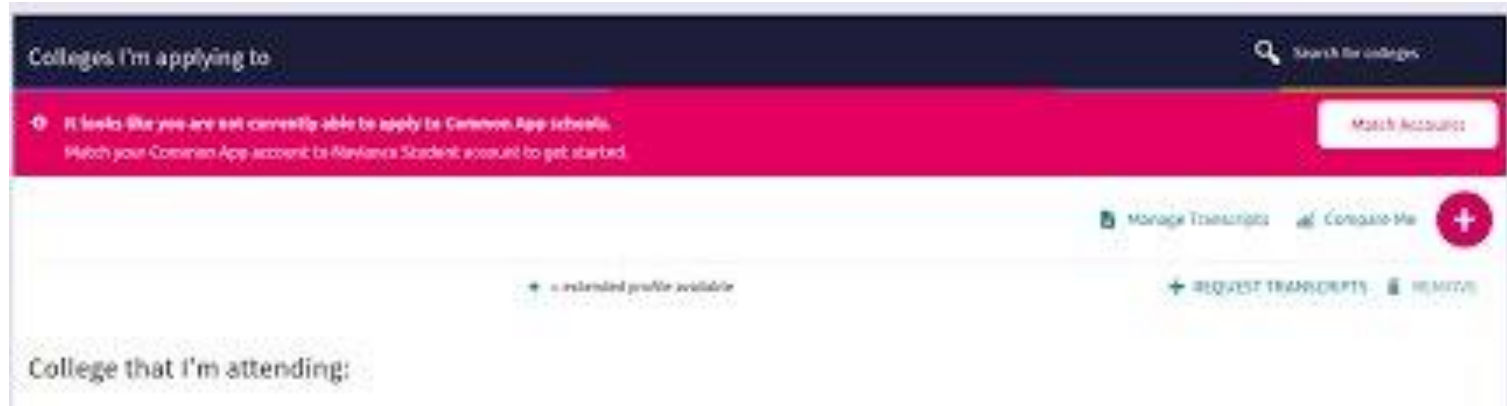 Colleges I'm applying to
Search for colleges
It looks like you are not currently able to apply to Common App schools.
Match your Common App account to Naviance Student account to get started.
Match Accounts
Manage Transcripts
Compare Me
+
+ = extended profile available
+ REQUEST TRANSCRIPTS
REMOVE
College that I'm attending: